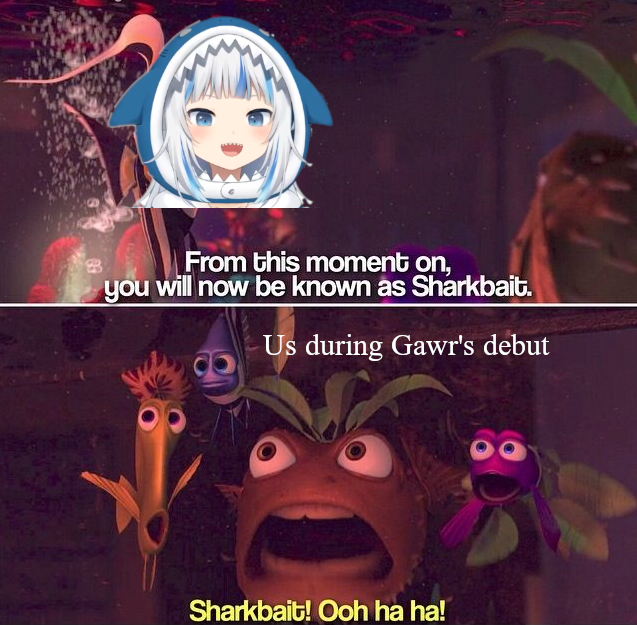 From this moment on,
you will now be known as Sharkbait.
Us during Gawr's debut
Sharkbait! Ooh ha ha!